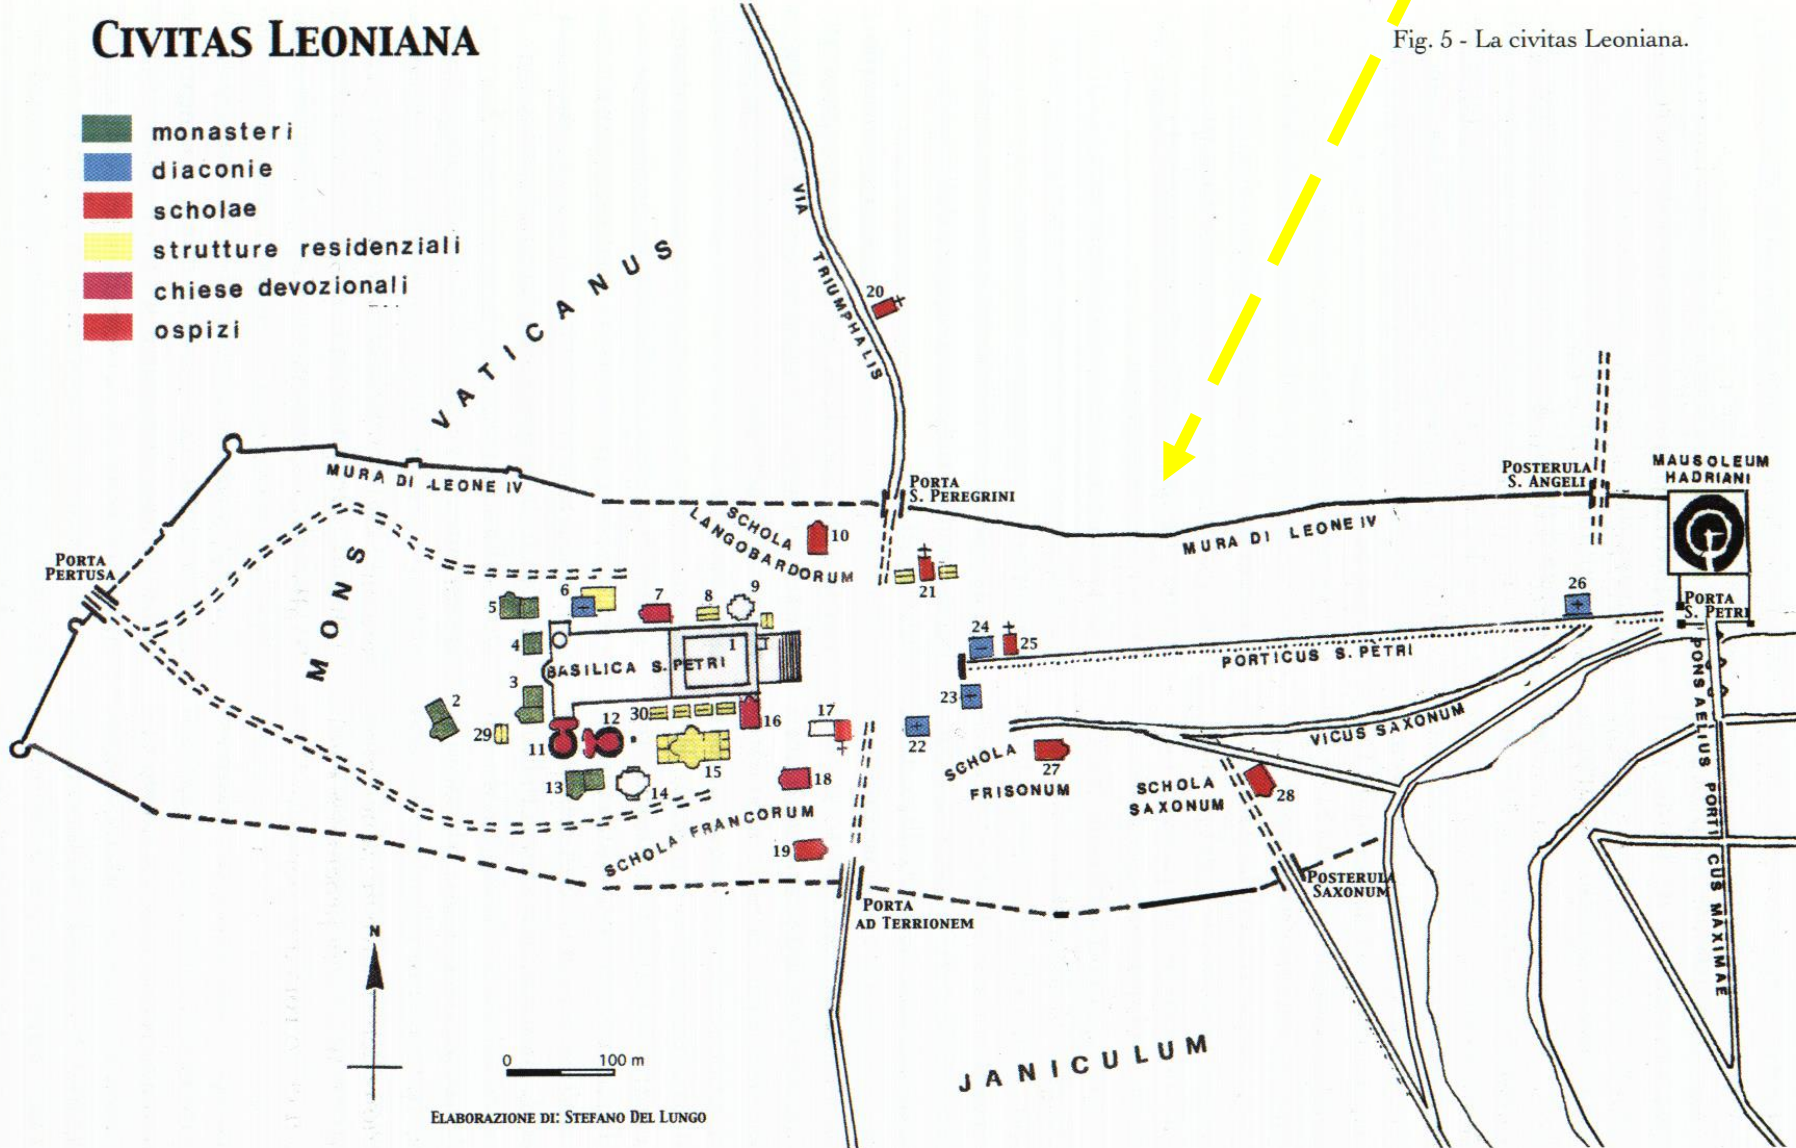 CIVITAS LEONIANA
Fig. 5 - La civitas Leoniana.
monasteri
diaconie
scholae
strutture residenziali
chiese devozionali
ospizi
VATICANUS
MONS
VIA
TRIUMPHALIS
20
MURA DI LEONE IV
PORTA
S. PEREGRINI
POSTERULA
S. ANGELI
MAUSOLEUM
HADRIANI
MURA DI LEONE IV
SCHOLA
LANGOBARDORUM
10
PORTA
PERTUSA
21
26
PORTA
S. PETRI
5
6
7
8
9
4
1
BASILICA S. PETRI
24
25
PORTICUS S. PETRI
3
2
29
30
12
11
16
17
15
23
22
VICUS SAXONUM
PONS AELIUS PORTICUS MAXIMAE
SCHOLA
FRISONUM
27
SCHOLA
SAXONUM
28
13
14
18
SCHOLA FRANCORUM
19
PORTA
AD TERRIONEM
POSTERULA
SAXONUM
N
JANICULUM
0 100 m
ELABORAZIONE DI: STEFANO DEL LUNGO